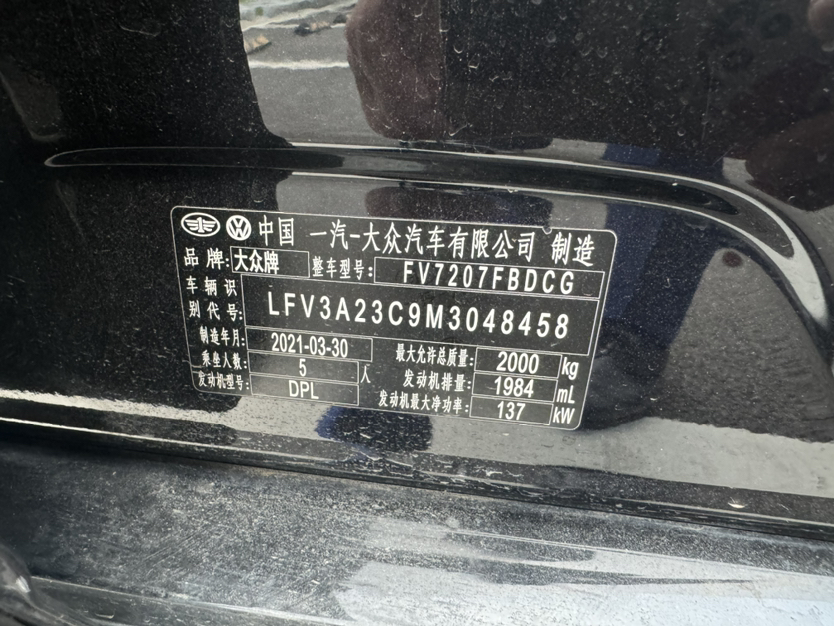 中国 一汽-大众汽车有限公司 制造
品牌: 大众牌 整车型号: FV7207FBDCG
车辆识别代号: LFV3A23C9M3048458
制造年月: 2021-03-30 最大允许总质量: 2000 kg
乘坐人数: 5 人 发动机排量: 1984 mL
发动机型号: DPL 发动机最大净功率: 137 kW